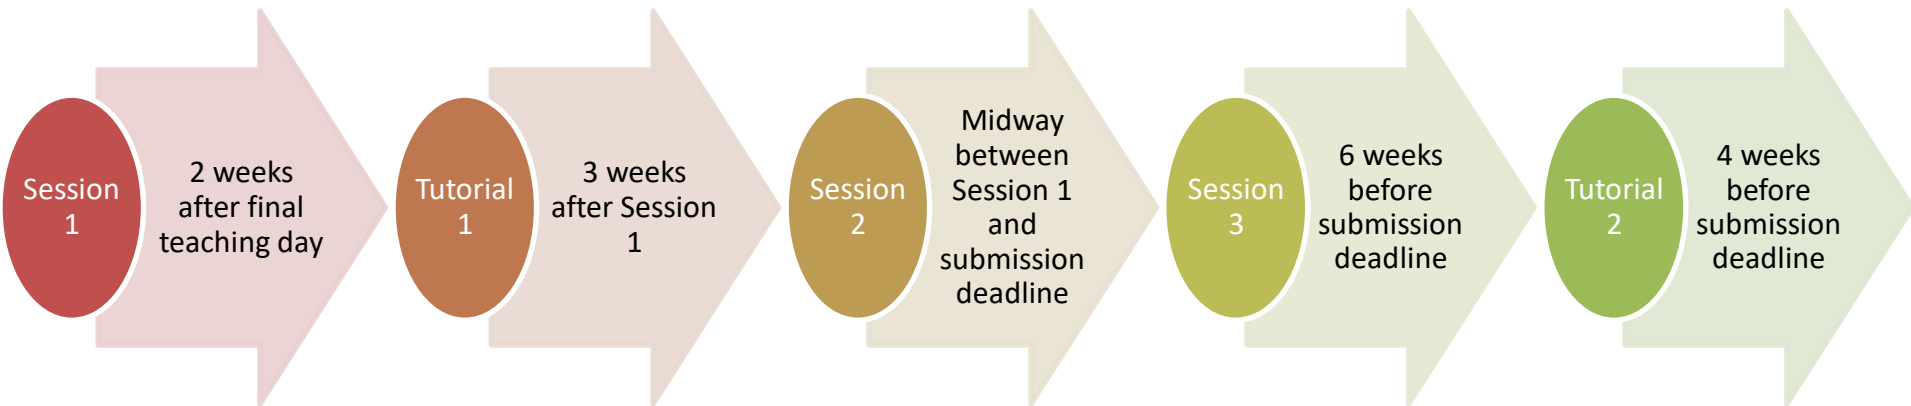 Session
1
2 weeks
after final
teaching day
Tutorial
1
3 weeks
after Session
1
Session
2
Midway
between
Session 1
and
submission
deadline
Session
3
6 weeks
before
submission
deadline
Tutorial
2
4 weeks
before
submission
deadline